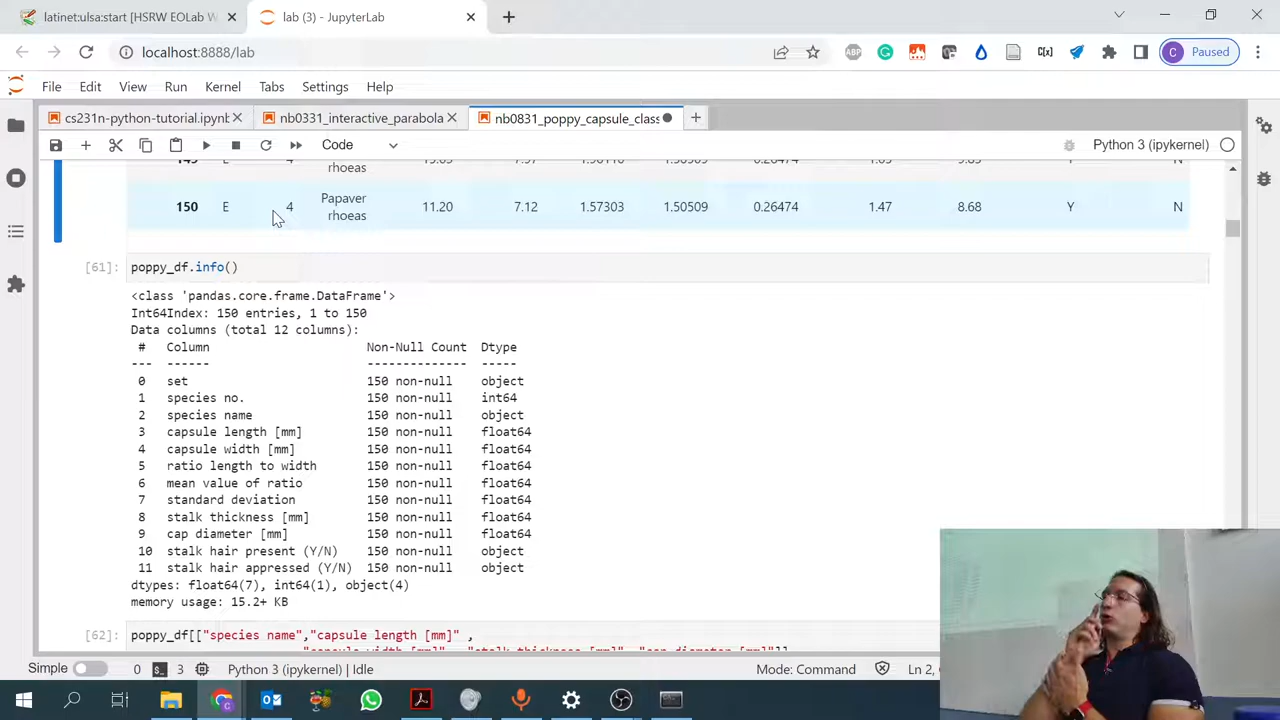 latinet:ulsa:start [HSRW EOLab W
lab (3) - JupyterLab
localhost:8888/lab
ABP
C[x]
C Paused
File Edit View Run Kernel Tabs Settings Help
cs231n-python-tutorial.ipynb
nb0331_interactive_parabola
nb0831_poppy_capsule_class
Code
Python 3 (ipykernel)
rhoeas
150 E 4 Papaver rhoeas 11.20 7.12 1.57303 1.50509 0.26474 1.47 8.68 Y N
[61]: poppy_df.info()
<class 'pandas.core.frame.DataFrame'>
Int64Index: 150 entries, 1 to 150
Data columns (total 12 columns):
# Column Non-Null Count Dtype
--- ------ -------------- -----
0 set 150 non-null object
1 species no. 150 non-null int64
2 species name 150 non-null object
3 capsule length [mm] 150 non-null float64
4 capsule width [mm] 150 non-null float64
5 ratio length to width 150 non-null float64
6 mean value of ratio 150 non-null float64
7 standard deviation 150 non-null float64
8 stalk thickness [mm] 150 non-null float64
9 cap diameter [mm] 150 non-null float64
10 stalk hair present (Y/N) 150 non-null object
11 stalk hair appressed (Y/N) 150 non-null object
dtypes: float64(7), int64(1), object(4)
memory usage: 15.2+ KB
[62]: poppy_df[["species name","capsule length [mm]" ,
Simple 0 3 Python 3 (ipykernel) | Idle Mode: Command Ln 2,